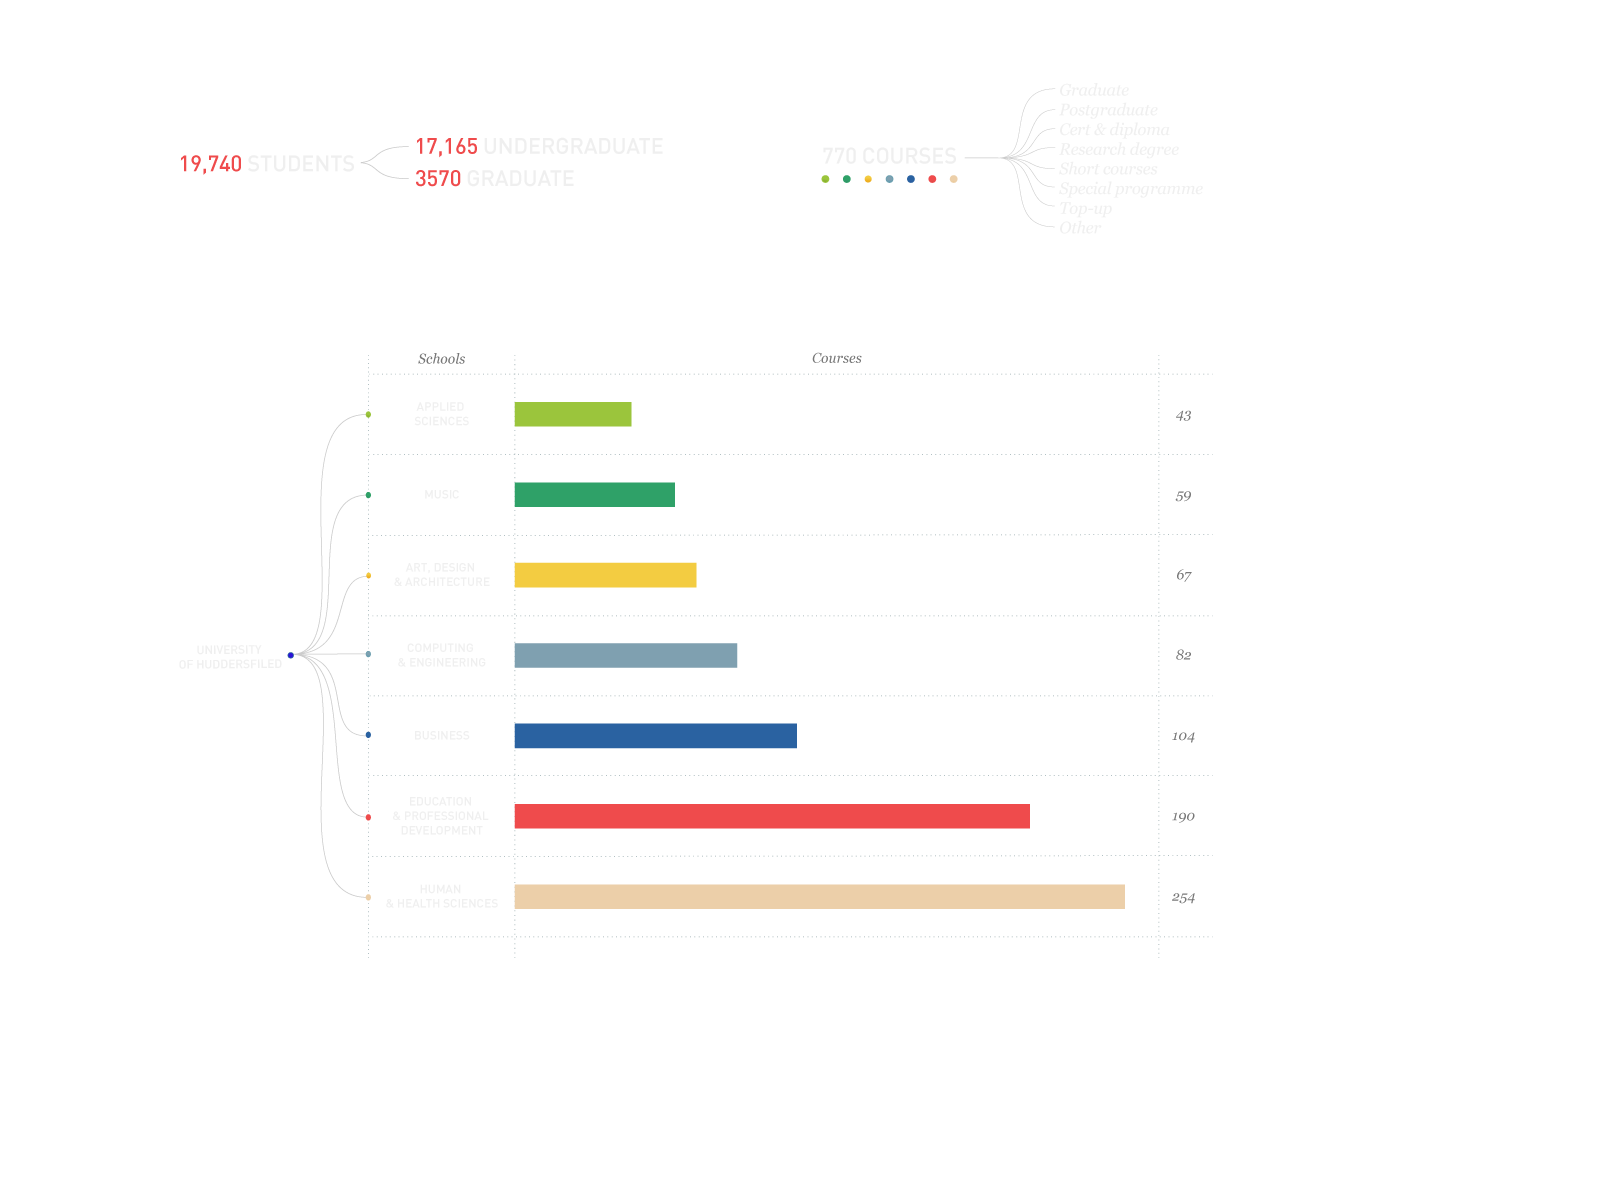 19,740 STUDENTS
17,165 UNDERGRADUATE
3570 GRADUATE
770 COURSES
Graduate
Postgraduate
Cert & diploma
Research degree
Short courses
Special programme
Top-up
Other
Schools
Courses
APPLIED
SCIENCES
43
MUSIC
59
ART, DESIGN
& ARCHITECTURE
67
UNIVERSITY
OF HUDDERSFILED
COMPUTING
& ENGINEERING
82
BUSINESS
104
EDUCATION
& PROFESSIONAL
DEVELOPMENT
190
HUMAN
& HEALTH SCIENCES
254